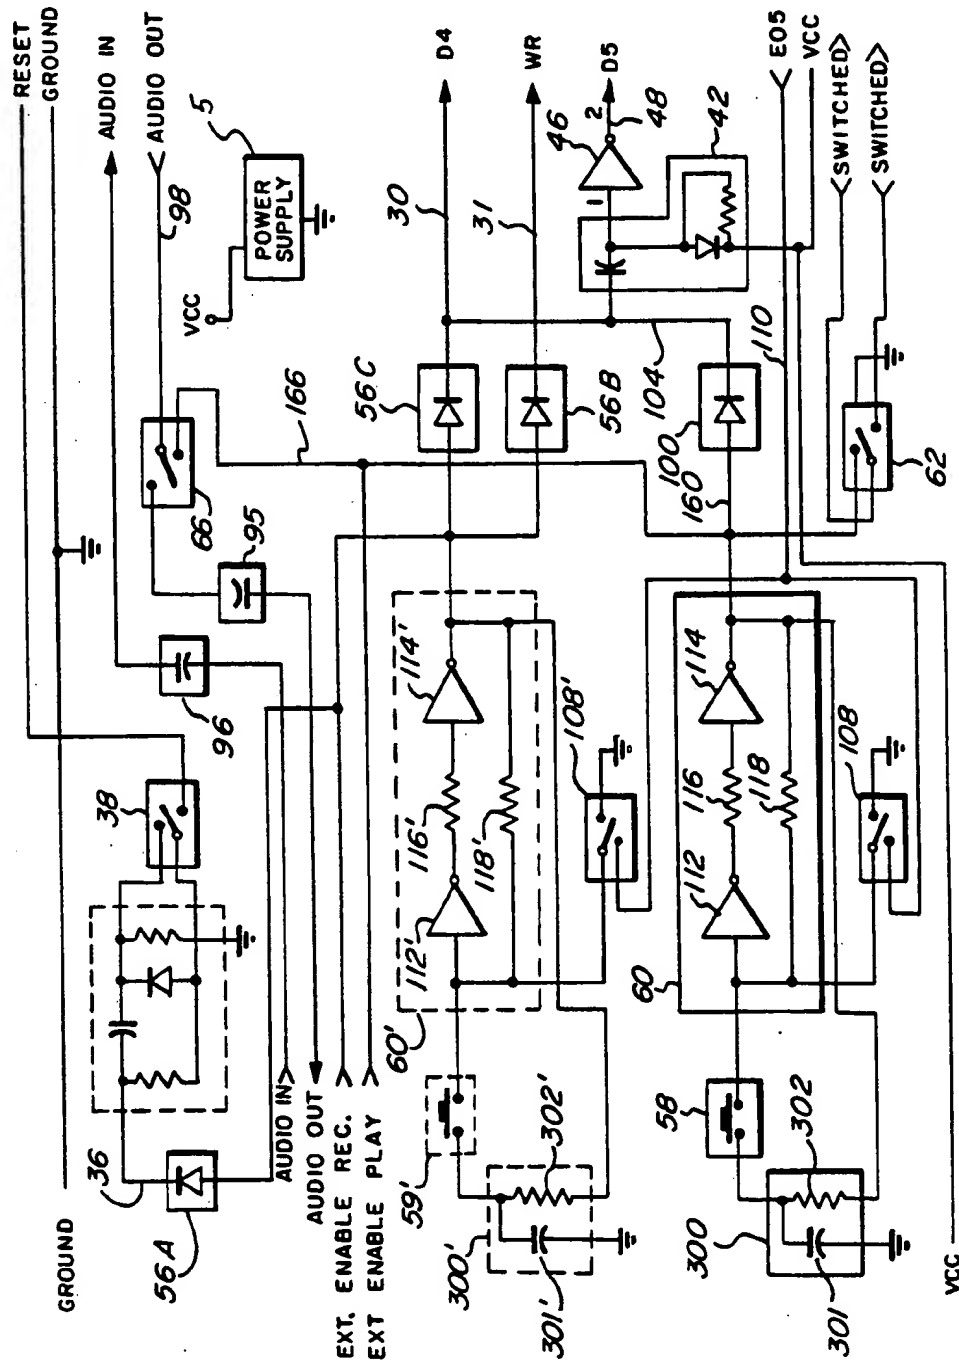 RESET
GROUND
AUDIO IN
AUDIO OUT
98
5
POWER
SUPPLY
VCC
D4
WR
D5
2
48
46
1
42
E05
VCC
<SWITCHED>
<SWITCHED>
30
31
56C
56B
104
110
100
160
166
66
95
96
38
62
114'
116'
118'
112'
60'
108'
114
116
118
112
60
108
36
56A
GROUND
AUDIO IN>
AUDIO OUT
EXT. ENABLE REC.
EXT ENABLE PLAY
59'
300'
302'
301'
58
302
300
301
VCC